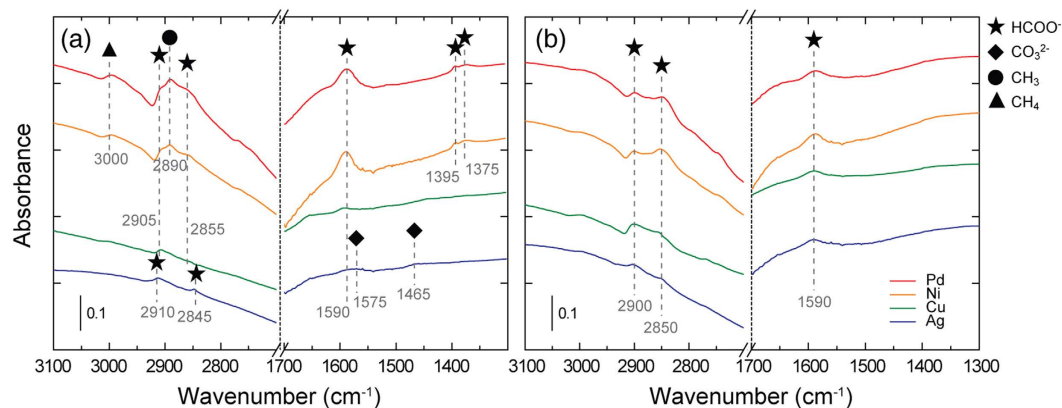 (a)
(b)
HCOO⁻
CO₃²⁻
CH₃
CH₄
Absorbance
3000
2890
2905
2855
2910
2845
1395
1375
1590
1575
1465
0.1
2900
2850
1590
0.1
Pd
Ni
Cu
Ag
3100 3000 2900 2800 1700 1600 1500 1400
3100 3000 2900 2800 1700 1600 1500 1400 1300
Wavenumber (cm⁻¹)
Wavenumber (cm⁻¹)